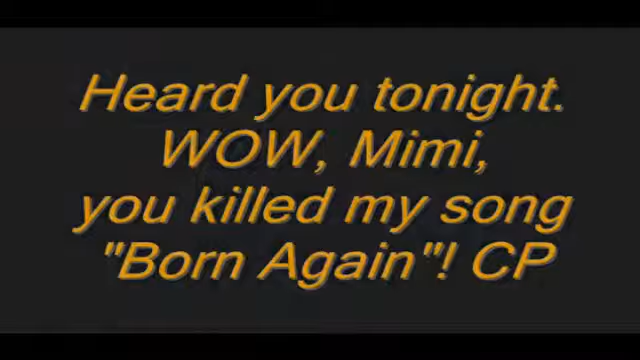 Heard you tonight.
WOW, Mimi,
you killed my song
"Born Again"! CP